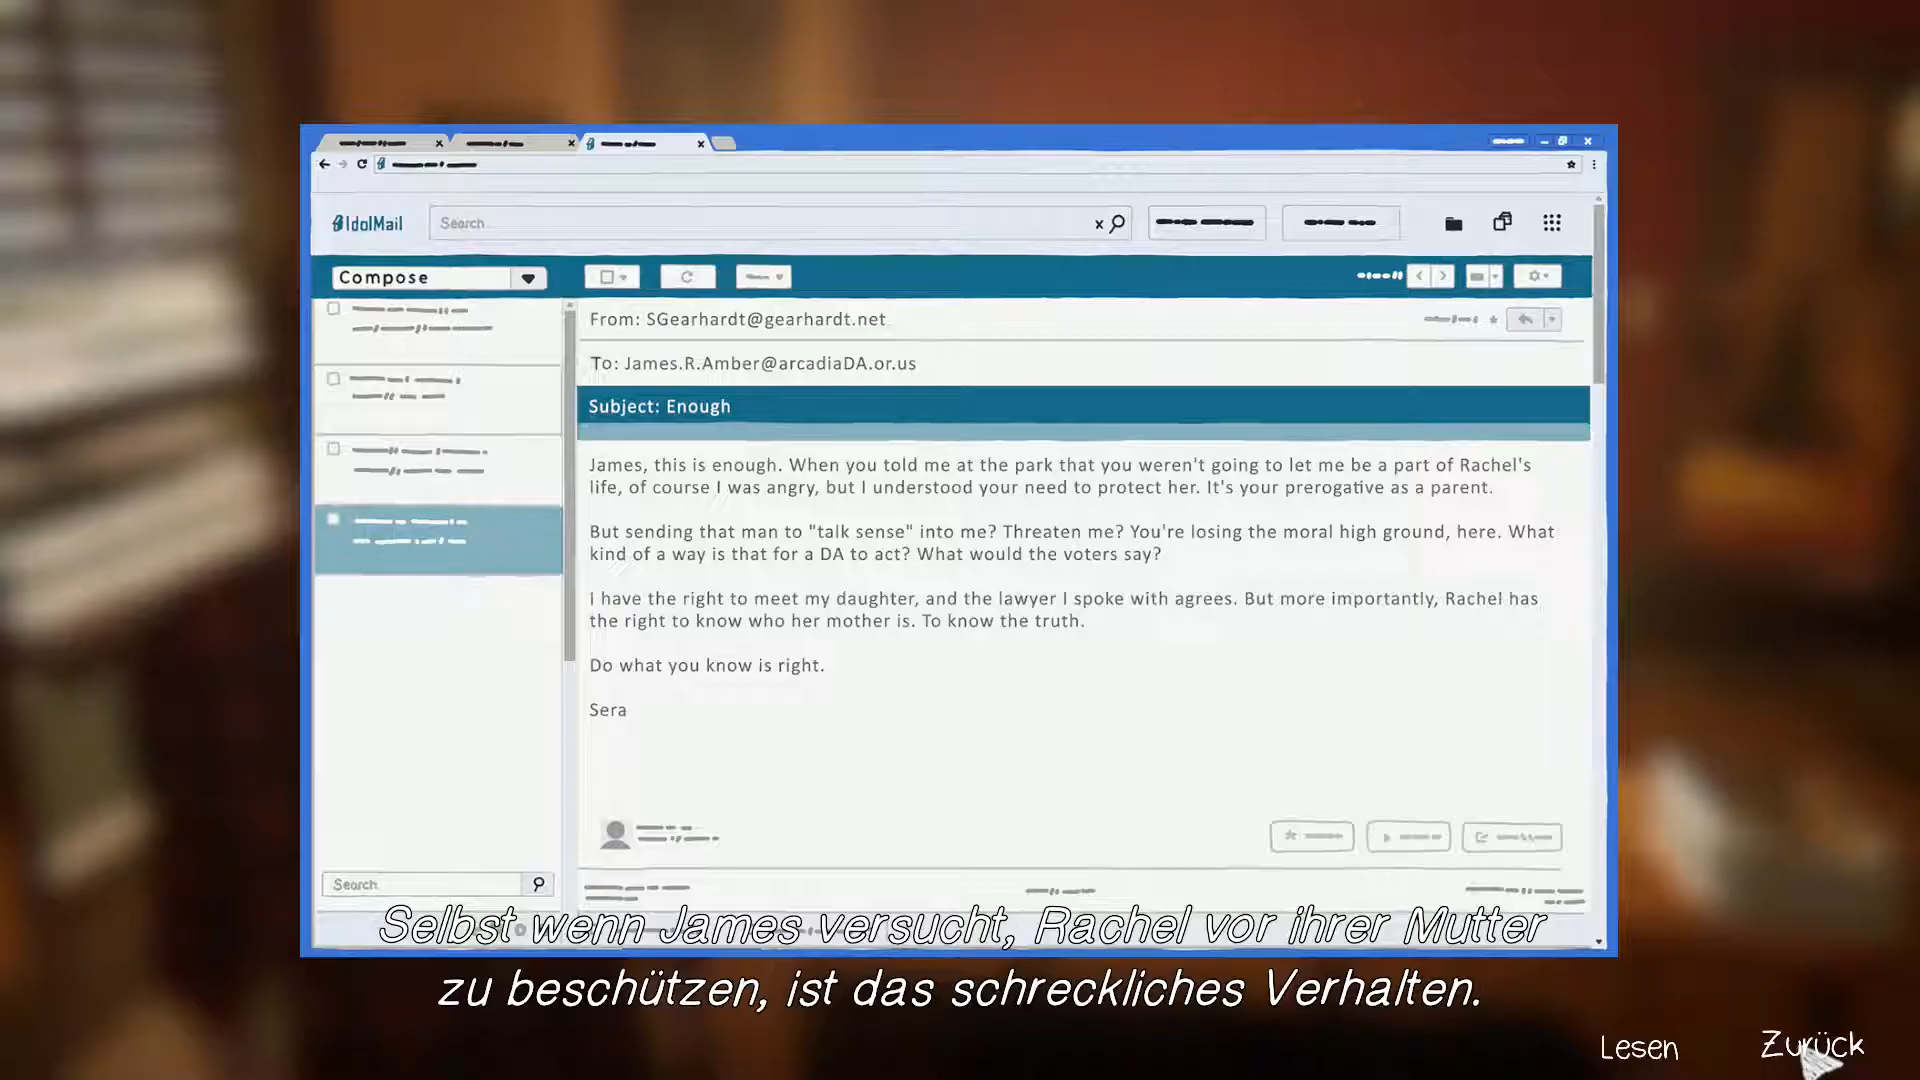 IdolMail
Search
Compose
From: SGearhardt@gearhardt.net
To: James.R.Amber@arcadiaDA.or.us
Subject: Enough
James, this is enough. When you told me at the park that you weren't going to let me be a part of Rachel's
life, of course I was angry, but I understood your need to protect her. It's your prerogative as a parent.
But sending that man to "talk sense" into me? Threaten me? You're losing the moral high ground, here. What
kind of a way is that for a DA to act? What would the voters say?
I have the right to meet my daughter, and the lawyer I spoke with agrees. But more importantly, Rachel has
the right to know who her mother is. To know the truth.
Do what you know is right.
Sera
Search
Selbst wenn James versucht, Rachel vor ihrer Mutter
zu beschützen, ist das schreckliches Verhalten.
Lesen
Zurück